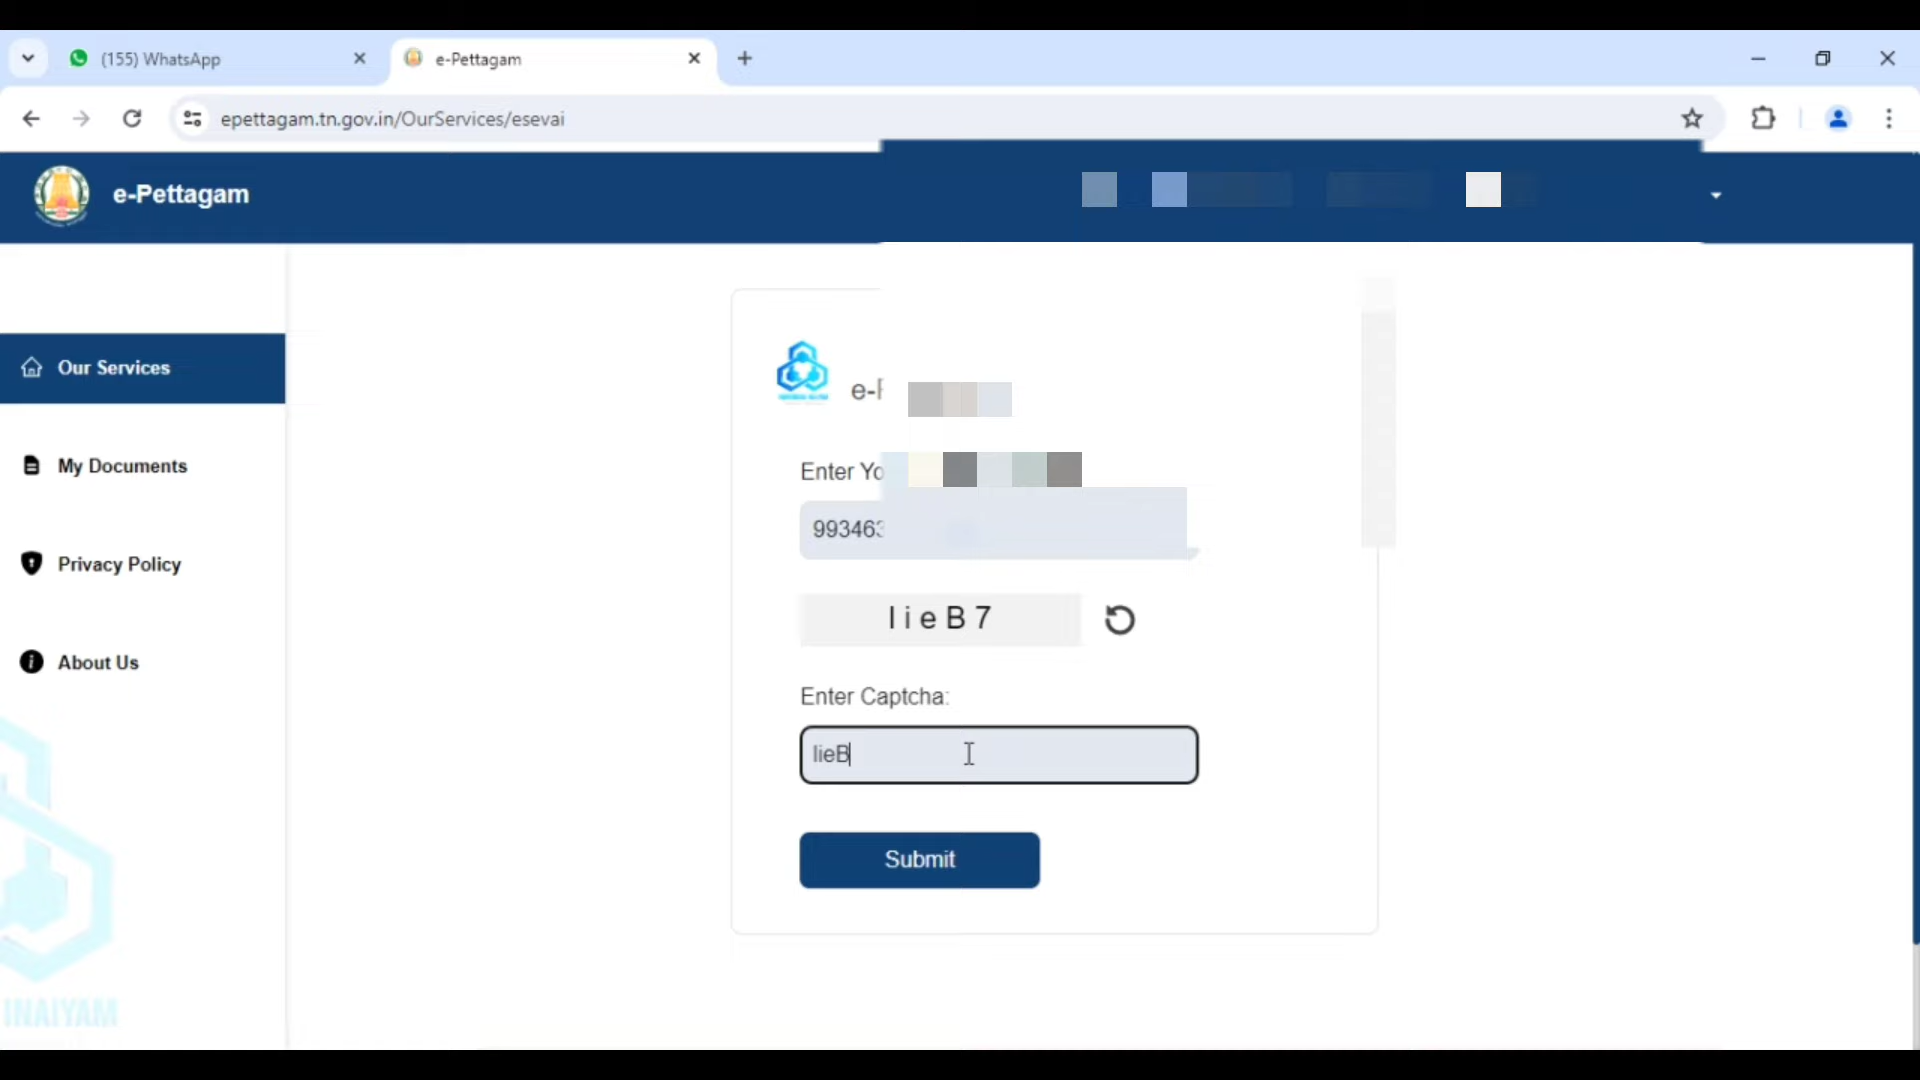 (155) WhatsApp
e-Pettagam
epettagam.tn.gov.in/OurServices/esevai
e-Pettagam
Our Services
My Documents
Privacy Policy
About Us
INAIYAM
e-
Enter Yo
99346
lieB7
Enter Captcha:
lieB
Submit